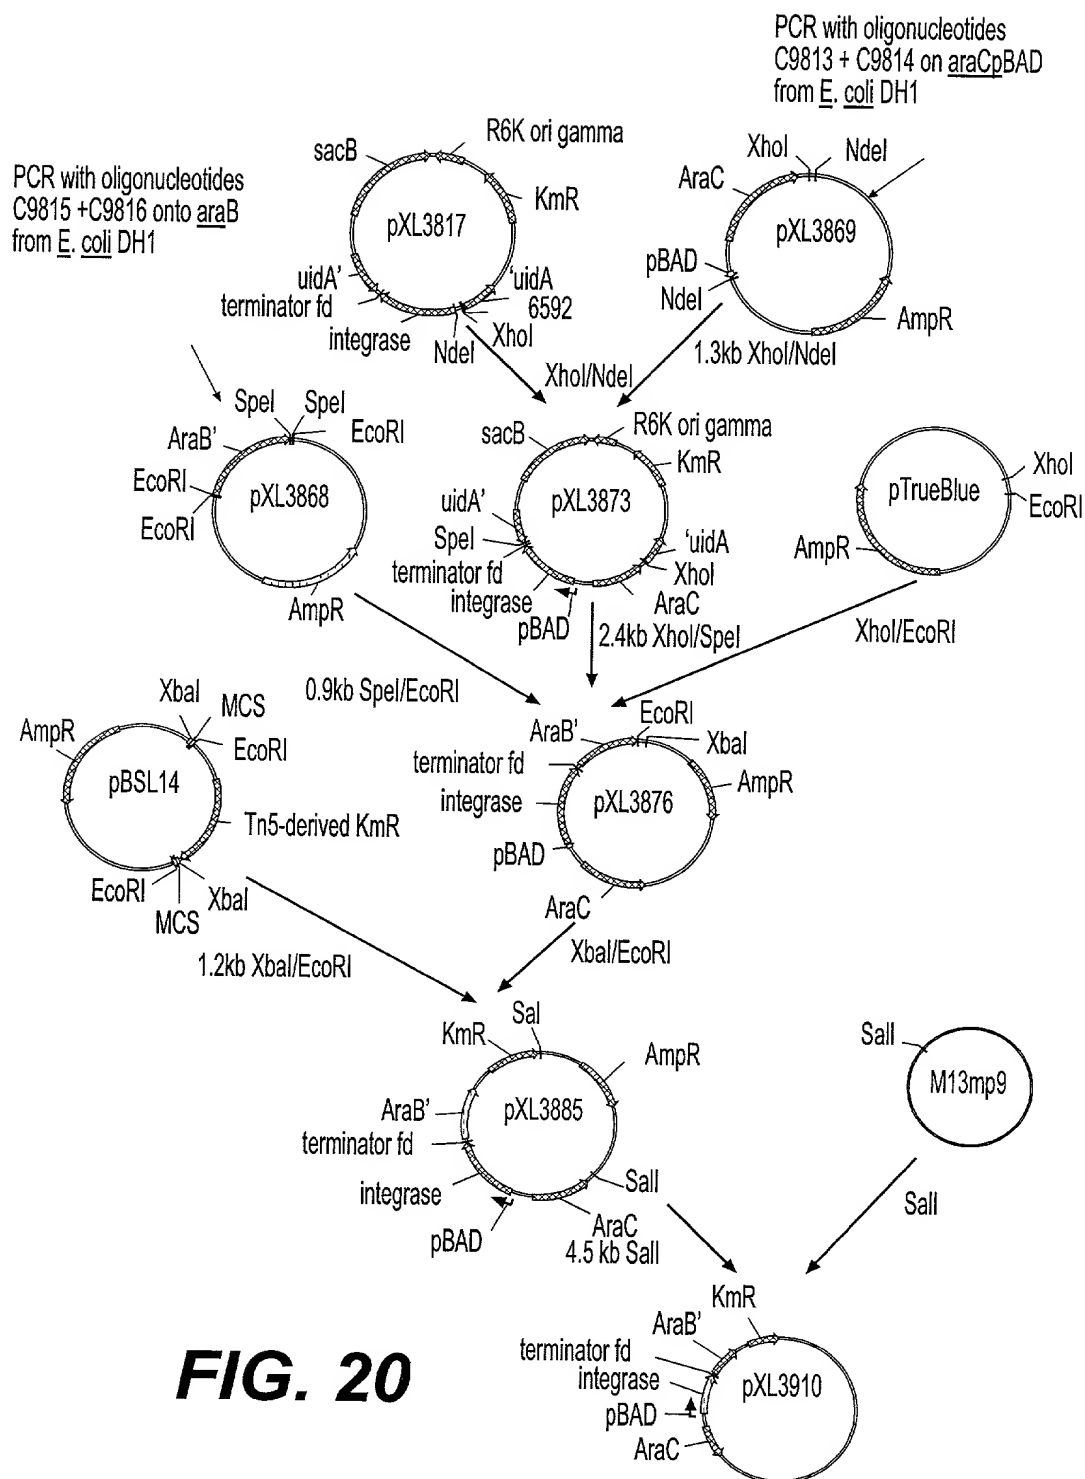 PCR with oligonucleotides
C9813 + C9814 on araCpBAD
from E. coli DH1
PCR with oligonucleotides
C9815 +C9816 onto araB
from E. coli DH1
sacB
R6K ori gamma
KmR
pXL3817
uidA'
terminator fd
integrase
NdeI
XhoI
'uidA
6592
XhoI
NdeI
AraC
pXL3869
pBAD
NdeI
AmpR
XhoI/NdeI
1.3kb XhoI/NdeI
SpeI
SpeI
EcoRI
AraB'
EcoRI
EcoRI
pXL3868
AmpR
sacB
R6K ori gamma
KmR
pXL3873
uidA'
SpeI
terminator fd
integrase
pBAD
'uidA
XhoI
AraC
pTrueBlue
XhoI
EcoRI
AmpR
0.9kb SpeI/EcoRI
2.4kb XhoI/SpeI
XhoI/EcoRI
XbaI
MCS
EcoRI
AmpR
pBSL14
Tn5-derived KmR
EcoRI
MCS
XbaI
AraB'
EcoRI
XbaI
terminator fd
integrase
pXL3876
AmpR
pBAD
AraC
1.2kb XbaI/EcoRI
XbaI/EcoRI
KmR
Sal
AmpR
pXL3885
AraB'
terminator fd
integrase
pBAD
AraC
SalI
4.5 kb SalI
SalI
M13mp9
SalI
KmR
AraB'
terminator fd
integrase
pBAD
AraC
pXL3910
FIG. 20